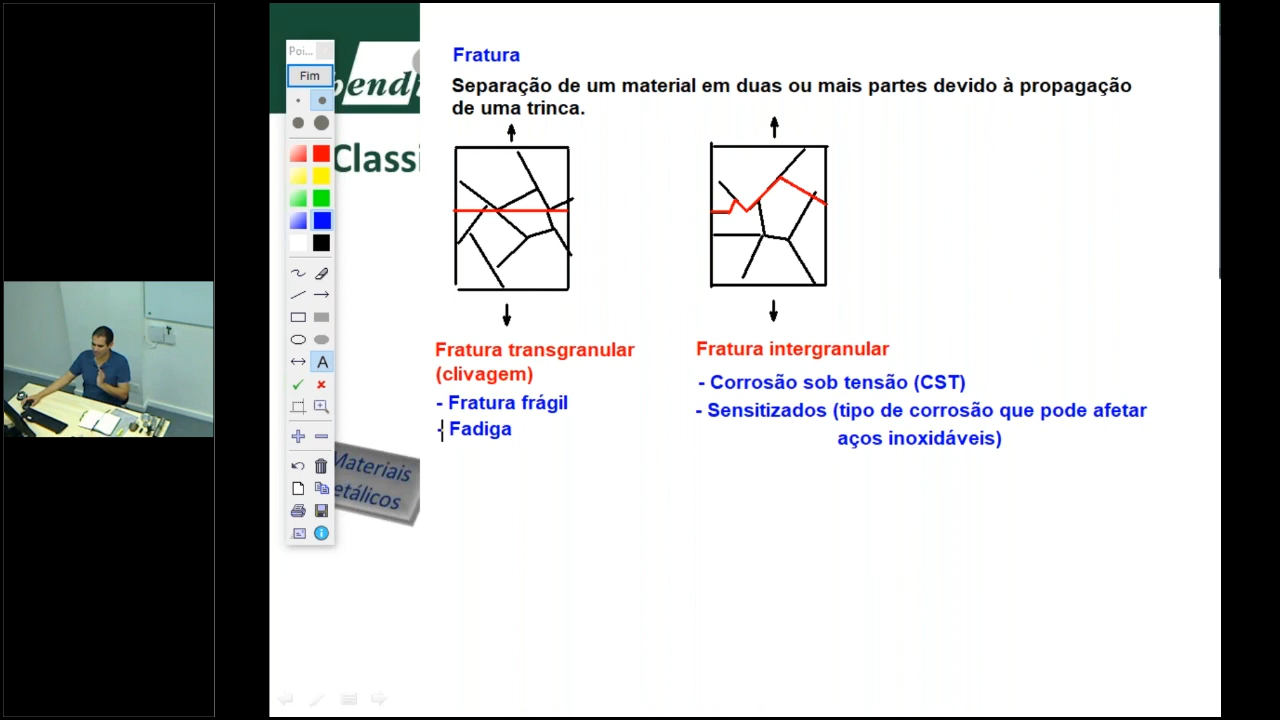 Poi...
Fim
pendi
Classi
Fratura
Separação de um material em duas ou mais partes devido à propagação
de uma trinca.
Fratura transgranular
(clivagem)
- Fratura frágil
- Fadiga
Fratura intergranular
- Corrosão sob tensão (CST)
- Sensitizados (tipo de corrosão que pode afetar
aços inoxidáveis)
A
Materiais
etálicos